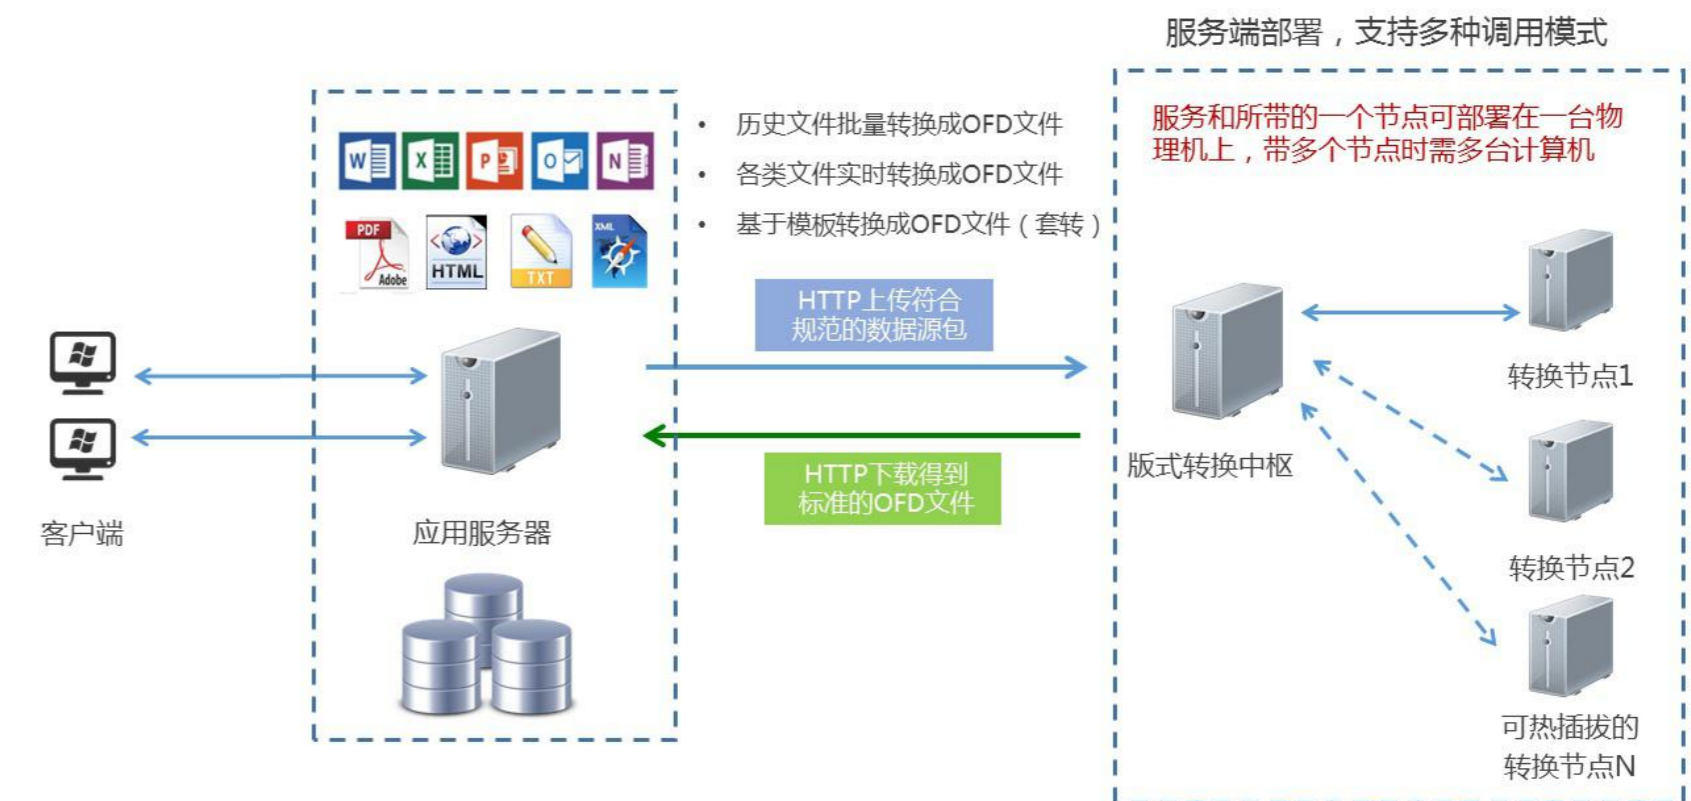 服务端部署，支持多种调用模式
服务和所带的一个节点可部署在一台物
理机上，带多个节点时需多台计算机
• 历史文件批量转换成OFD文件
• 各类文件实时转换成OFD文件
• 基于模板转换成OFD文件（套转）
W X P O N
PDF
Adobe
HTML
TXT
XML
HTTP上传符合
规范的数据源包
HTTP下载得到
标准的OFD文件
客户端
应用服务器
版式转换中枢
转换节点1
转换节点2
可热插拔的
转换节点N